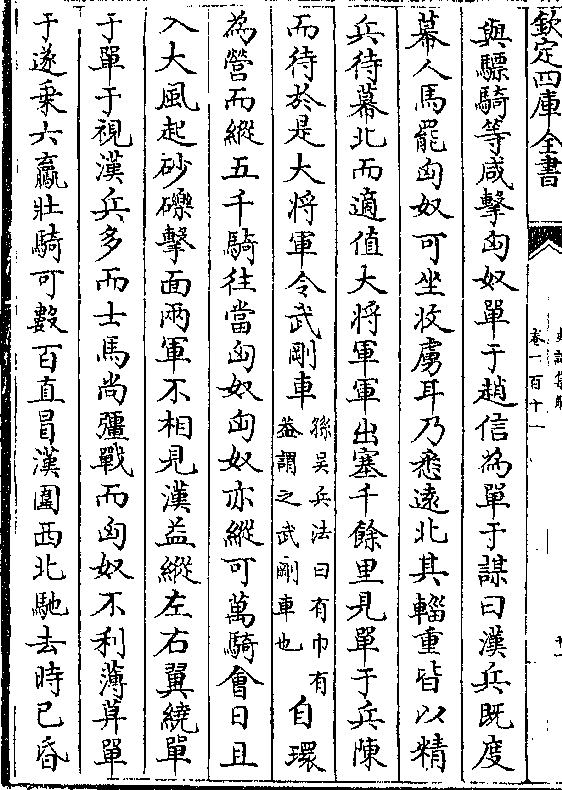 欽定四庫全書
卷一百十一
與驃騎等咸擊匈奴單于趙信為單于謀曰漢兵既度
幕人馬罷匈奴可坐收虜耳乃悉逺北其輜重皆以精
兵待幕北而適值大將軍軍出塞千餘里見單于兵陳
而待於是大將軍令武剛車
孫吳兵法曰有巾有
葢謂之武剛車也
自環
為營而縱五千騎往當匈奴匈奴亦縱可萬騎會日且
入大風起砂礫擊面兩軍不相見漢益縱左右翼繞單
于單于視漢兵多而士馬尚彊戰而匈奴不利薄莫單
于遂乗六驘壯騎可數百直冒漢圍西北馳去時已昏